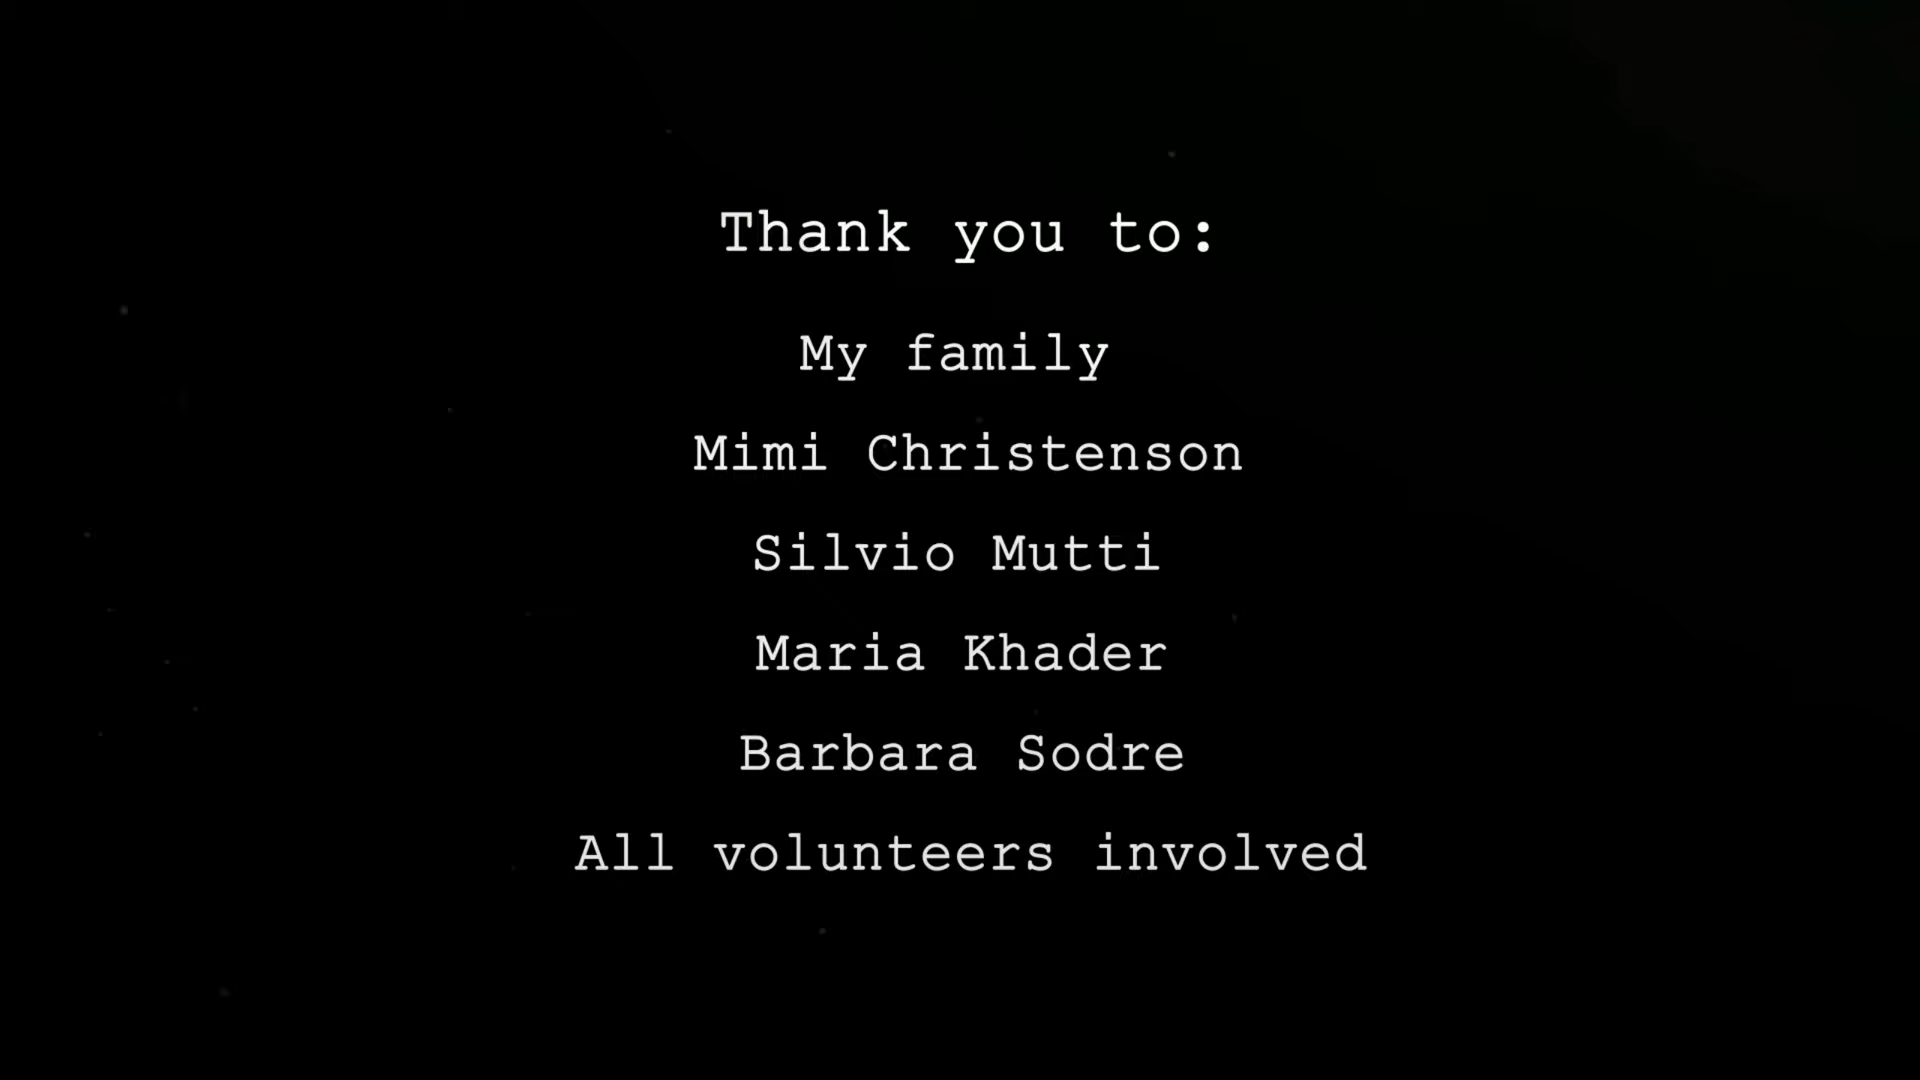 Thank you to:
My family
Mimi Christenson
Silvio Mutti
Maria Khader
Barbara Sodre
All volunteers involved